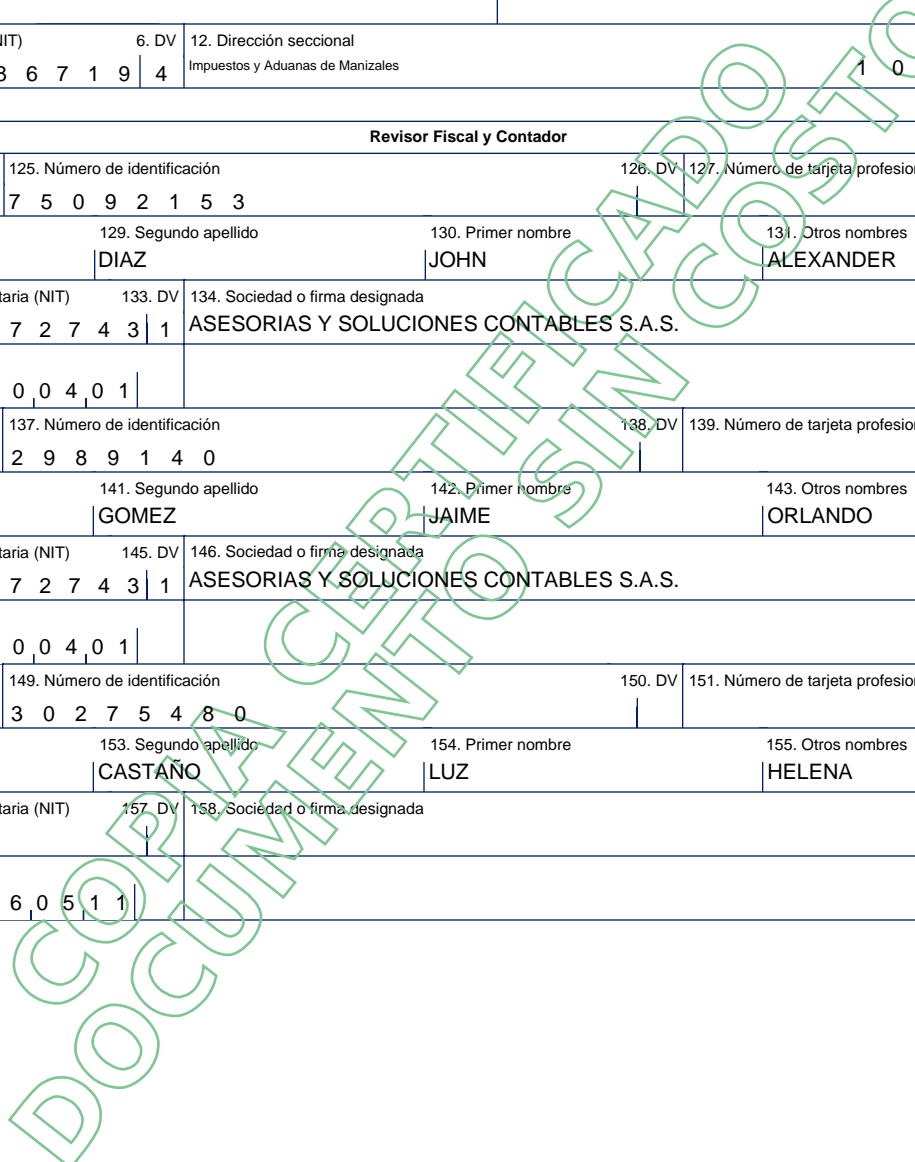 IIT) 6. DV 12. Dirección seccional
3 6 7 1 9 4 Impuestos y Aduanas de Manizales 1 0
Revisor Fiscal y Contador
125. Número de identificación 126. DV 127. Número de tarjeta profesion
7 5 0 9 2 1 5 3
129. Segundo apellido 130. Primer nombre 131. Otros nombres
DIAZ JOHN ALEXANDER
taria (NIT) 133. DV 134. Sociedad o firma designada
7 2 7 4 3 1 ASESORIAS Y SOLUCIONES CONTABLES S.A.S.
0 0 4 0 1
137. Número de identificación 138. DV 139. Número de tarjeta profesion
2 9 8 9 1 4 0
141. Segundo apellido 142. Primer nombre 143. Otros nombres
GOMEZ JAIME ORLANDO
taria (NIT) 145. DV 146. Sociedad o firma designada
7 2 7 4 3 1 ASESORIAS Y SOLUCIONES CONTABLES S.A.S.
0 0 4 0 1
149. Número de identificación 150. DV 151. Número de tarjeta profesion
3 0 2 7 5 4 8 0
153. Segundo apellido 154. Primer nombre 155. Otros nombres
CASTAÑO LUZ HELENA
taria (NIT) 157. DV 158. Sociedad o firma designada
6 0 5 1 1
COPIA CERTIFICADO
DOCUMENTO SIN COSTO